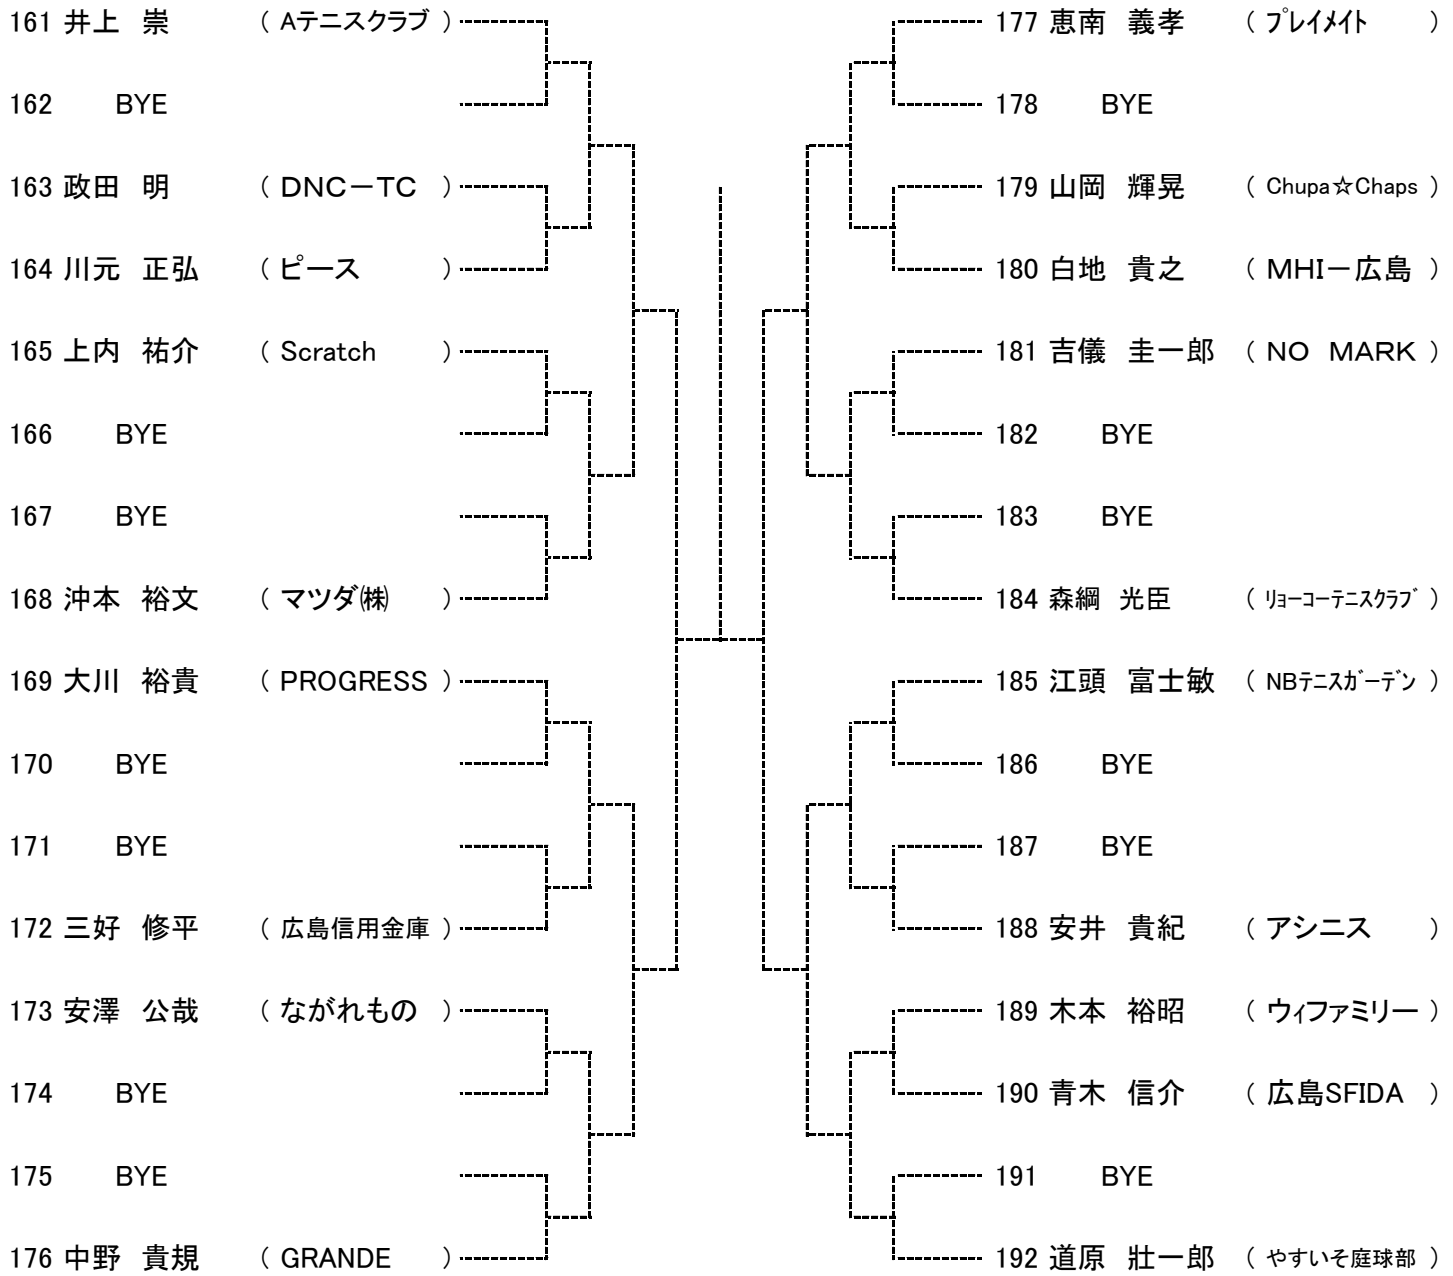 161 井上　崇 ( Aテニスクラブ )
162 BYE
163 政田　明 ( DNC－TC )
164 川元　正弘 ( ピース )
165 上内　祐介 ( Scratch )
166 BYE
167 BYE
168 沖本　裕文 ( マツダ㈱ )
169 大川　裕貴 ( PROGRESS )
170 BYE
171 BYE
172 三好　修平 ( 広島信用金庫 )
173 安澤　公哉 ( ながれもの )
174 BYE
175 BYE
176 中野　貴規 ( GRANDE )
177 恵南　義孝 ( プレイメイト )
178 BYE
179 山岡　輝晃 ( Chupa☆Chaps )
180 白地　貴之 ( MHI－広島 )
181 吉儀　圭一郎 ( NO　MARK )
182 BYE
183 BYE
184 森綱　光臣 ( ﾘｮｰｺｰﾃﾆｽｸﾗﾌﾞ )
185 江頭　富士敏 ( NBﾃﾆｽｶﾞｰﾃﾞﾝ )
186 BYE
187 BYE
188 安井　貴紀 ( アシニス )
189 木本　裕昭 ( ウィファミリー )
190 青木　信介 ( 広島SFIDA )
191 BYE
192 道原　壯一郎 ( やすいそ庭球部 )